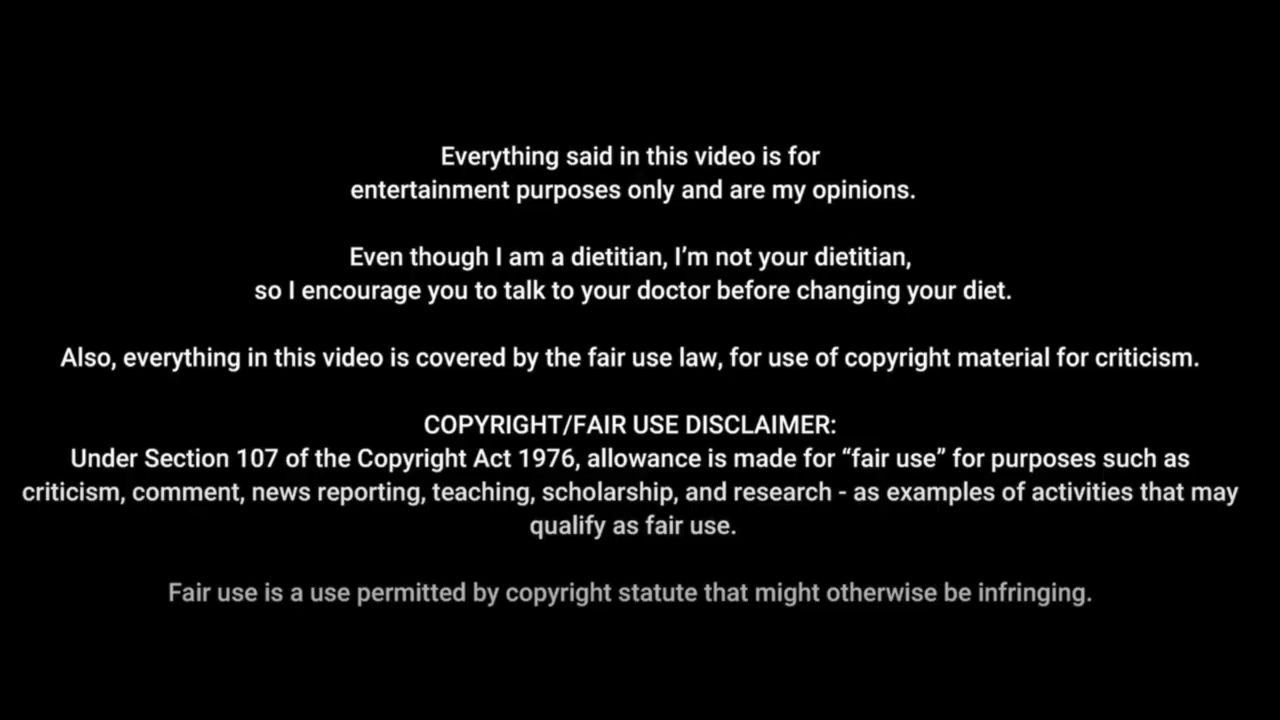 Everything said in this video is for
entertainment purposes only and are my opinions.
Even though I am a dietitian, I’m not your dietitian,
so I encourage you to talk to your doctor before changing your diet.
Also, everything in this video is covered by the fair use law, for use of copyright material for criticism.
COPYRIGHT/FAIR USE DISCLAIMER:
Under Section 107 of the Copyright Act 1976, allowance is made for “fair use” for purposes such as
criticism, comment, news reporting, teaching, scholarship, and research - as examples of activities that may
qualify as fair use.
Fair use is a use permitted by copyright statute that might otherwise be infringing.